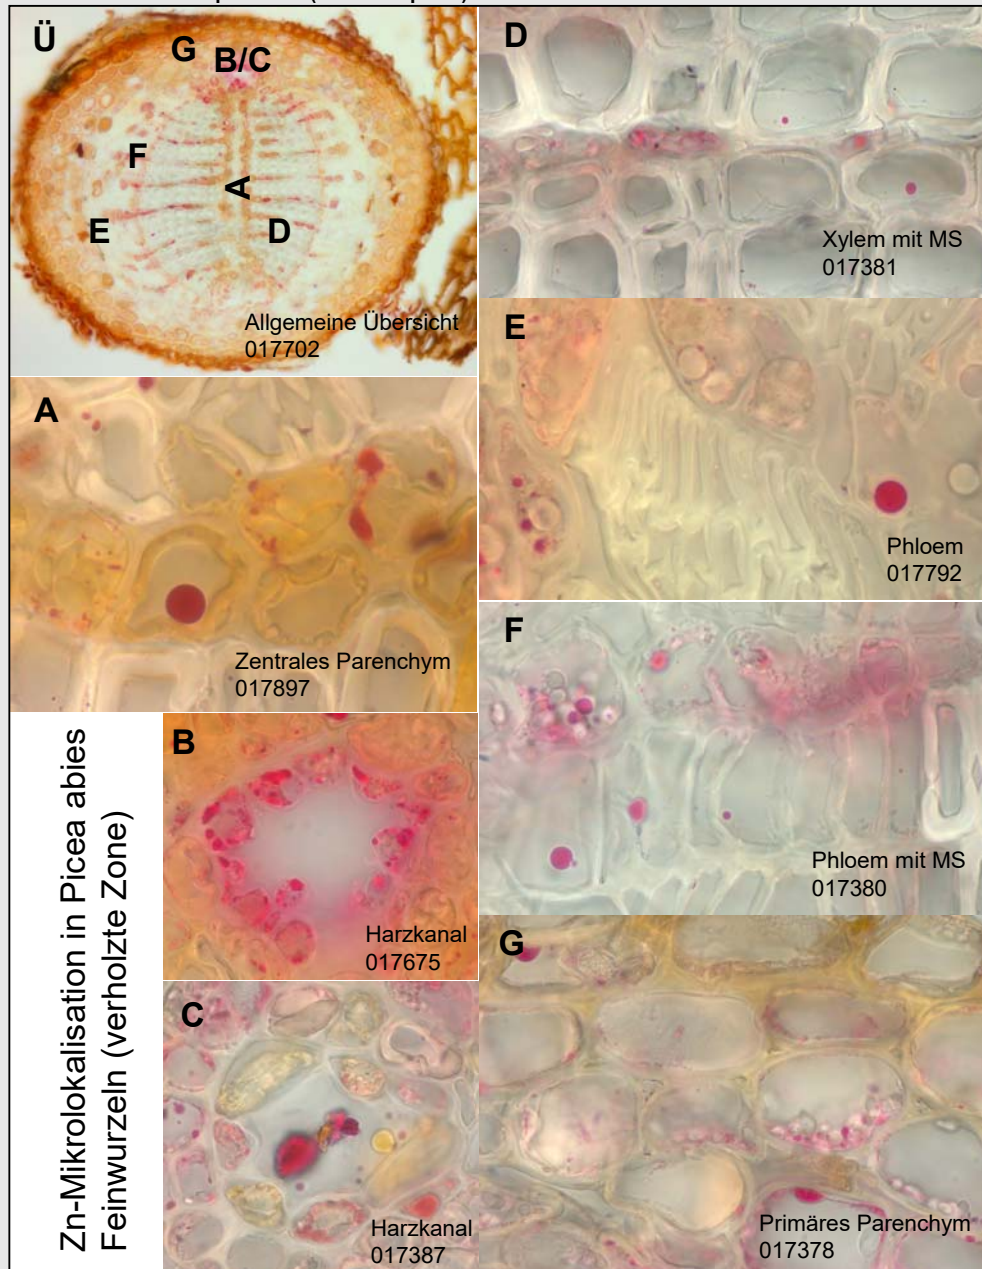 Ü
G
B/C
F
A
E
D
Allgemeine Übersicht
017702
D
Xylem mit MS
017381
E
Phloem
017792
A
Zentrales Parenchym
017897
F
Phloem mit MS
017380
B
Harzkanal
017675
C
Harzkanal
017387
G
Primäres Parenchym
017378
Zn-Mikrolokalisation in Picea abies
Feinwurzeln (verholzte Zone)